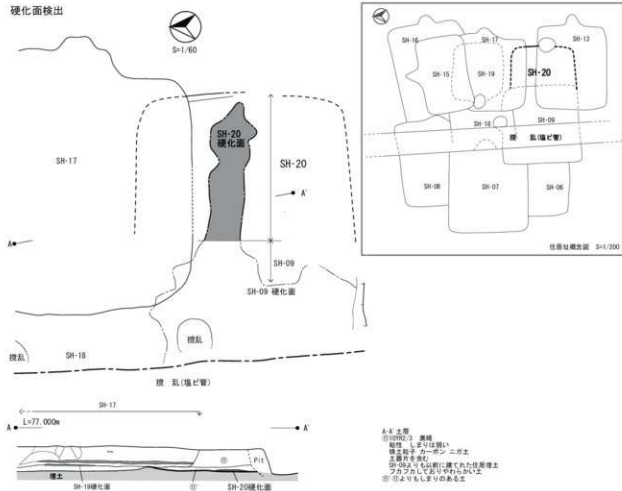 硬化面検出
S=1/60
SH-17
SH-20
硬化面
SH-20
A'
A
SH-09
SH-09 硬化面
撹乱
撹乱
SH-18
撹 乱(塩ビ管)
SH-16
SH-17
SH-13
SH-15
SH-19
SH-20
SH-18
SH-09
撹 乱(塩ビ管)
SH-08
SH-07
SH-06
住居址概念図 S=1/200
SH-17
A
L=77.000m
A'
⑪
Pit
埋土
SH-19硬化面
⑪'
SH-20硬化面
A-A'土層
⑪10YR2/3 黒褐
粘性 しまりは弱い
焼土粒子 カーボン ニガ土
土器片を含む
SH-09よりも以前に建てれた住居埋土
フカフカしておりやわらかい土
⑪'⑪よりもしまりのある土